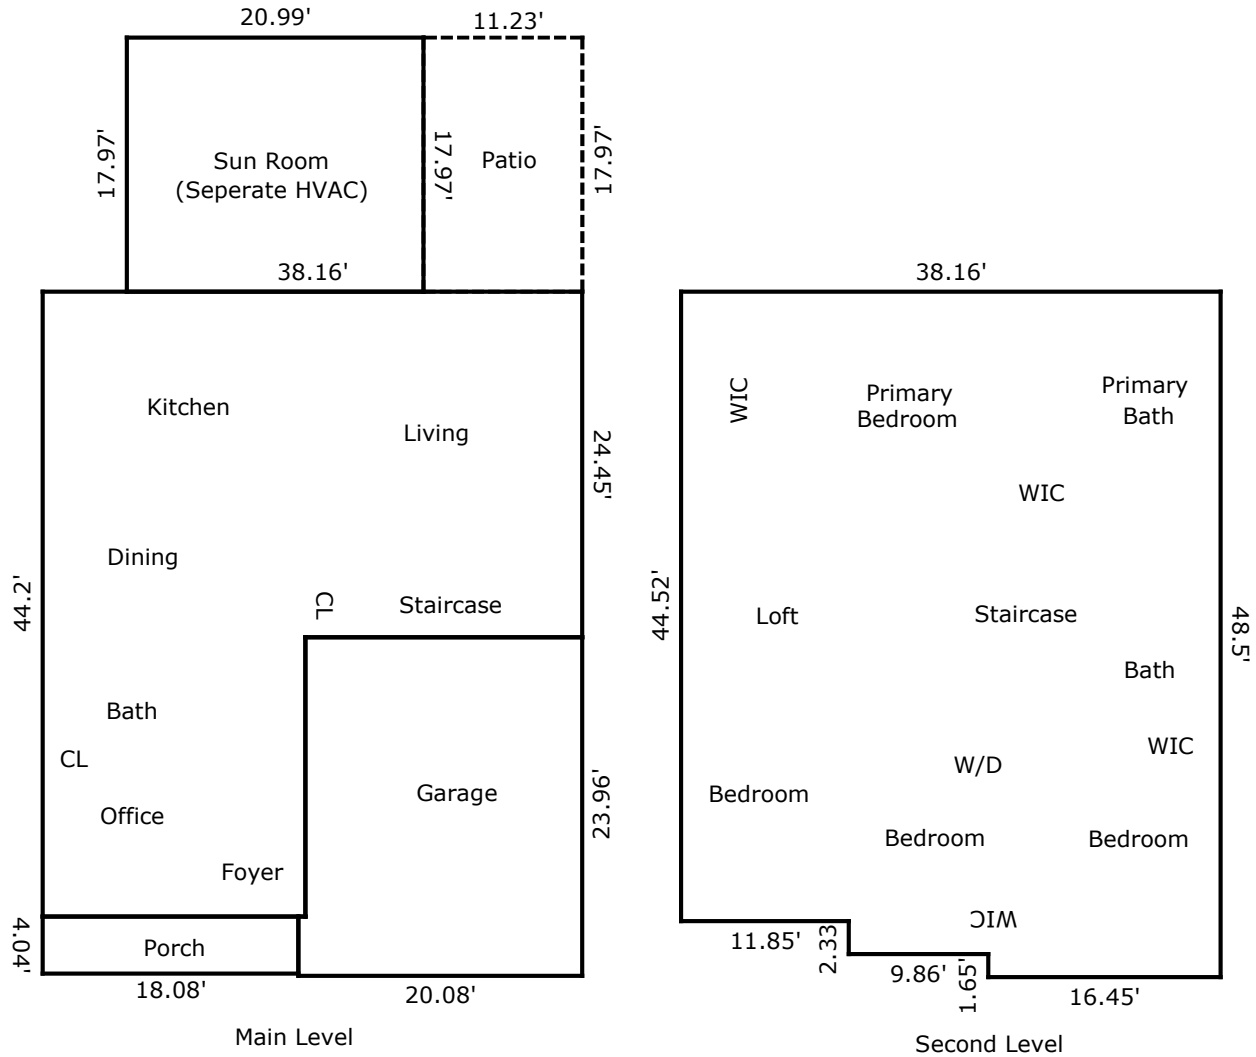 20.99'
11.23'
17.97'
Sun Room
(Seperate HVAC)
17.97'
Patio
17.97'
38.16'
Kitchen
Living
24.45'
Dining
44.2'
CL
Staircase
Bath
CL
Office
Garage
23.96'
Foyer
4.04'
Porch
18.08'
20.08'
Main Level
38.16'
WIC
Primary
Bedroom
Primary
Bath
WIC
44.52'
Loft
Staircase
48.5'
Bath
WIC
W/D
Bedroom
Bedroom
Bedroom
WIC
11.85'
2.33'
9.86'
1.65'
16.45'
Second Level